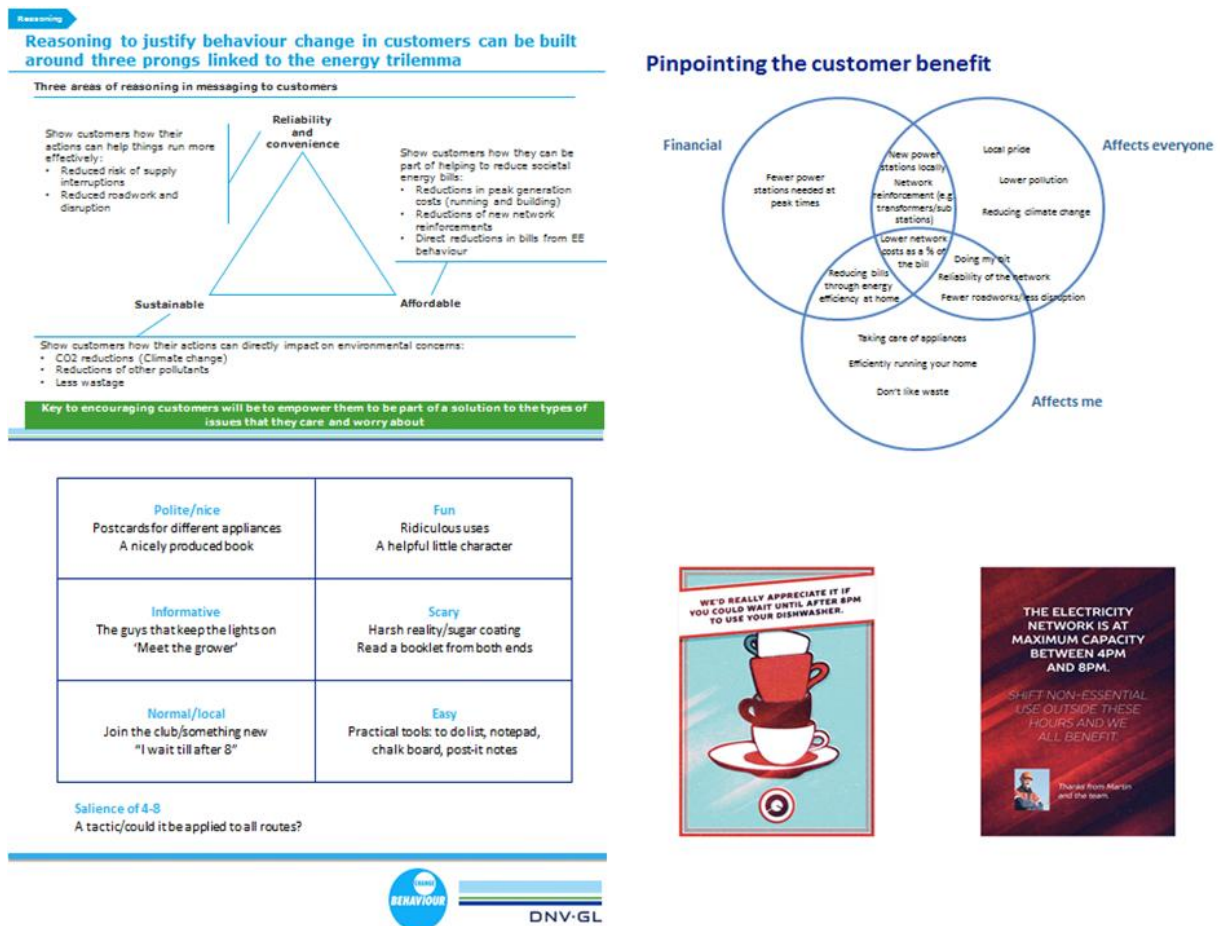 Reasoning
Reasoning to justify behaviour change in customers can be built
around three prongs linked to the energy trilemma
Three areas of reasoning in messaging to customers
Reliability
and
convenience
Show customers how their
actions can help things run more
effectively:
• Reduced risk of supply
interruptions
• Reduced roadwork and
disruption
Show customers how they can be
part of helping to reduce societal
energy bills:
• Reductions in peak generation
costs (running and building)
• Reductions of new network
reinforcements
• Direct reductions in bills from EE
behaviour
Sustainable
Affordable
Show customers how their actions can directly impact on environmental concerns:
• CO2 reductions (Climate change)
• Reductions of other pollutants
• Less wastage
Key to encouraging customers will be to empower them to be part of a solution to the types of
issues that they care and worry about
Pinpointing the customer benefit
Financial
Affects everyone
Affects me
Fewer power
stations needed at
peak times
New power
stations locally
Network
reinforcement (e.g.
transformers/sub
stations)
Local pride
Lower pollution
Reducing climate change
Lower network
costs as a % of
the bill
Reducing bills
through energy
efficiency at home
Doing my bit
Reliability of the network
Fewer roadworks/less disruption
Taking care of appliances
Efficiently running your home
Don't like waste
Polite/nice
Postcards for different appliances
A nicely produced book
Fun
Ridiculous uses
A helpful little character
Informative
The guys that keep the lights on
'Meet the grower'
Scary
Harsh reality/sugar coating
Read a booklet from both ends
Normal/local
Join the club/something new
"I wait till after 8"
Easy
Practical tools: to do list, notepad,
chalk board, post-it notes
Salience of 4-8
A tactic/could it be applied to all routes?
CHANGE
BEHAVIOUR
DNV·GL
WE'D REALLY APPRECIATE IT IF
YOU COULD WAIT UNTIL AFTER 8PM
TO USE YOUR DISHWASHER.
THE ELECTRICITY
NETWORK IS AT
MAXIMUM CAPACITY
BETWEEN 4PM
AND 8PM.
SHIFT NON-ESSENTIAL
USE OUTSIDE THESE
HOURS AND WE
ALL BENEFIT.
Thanks from Martin
and the team.